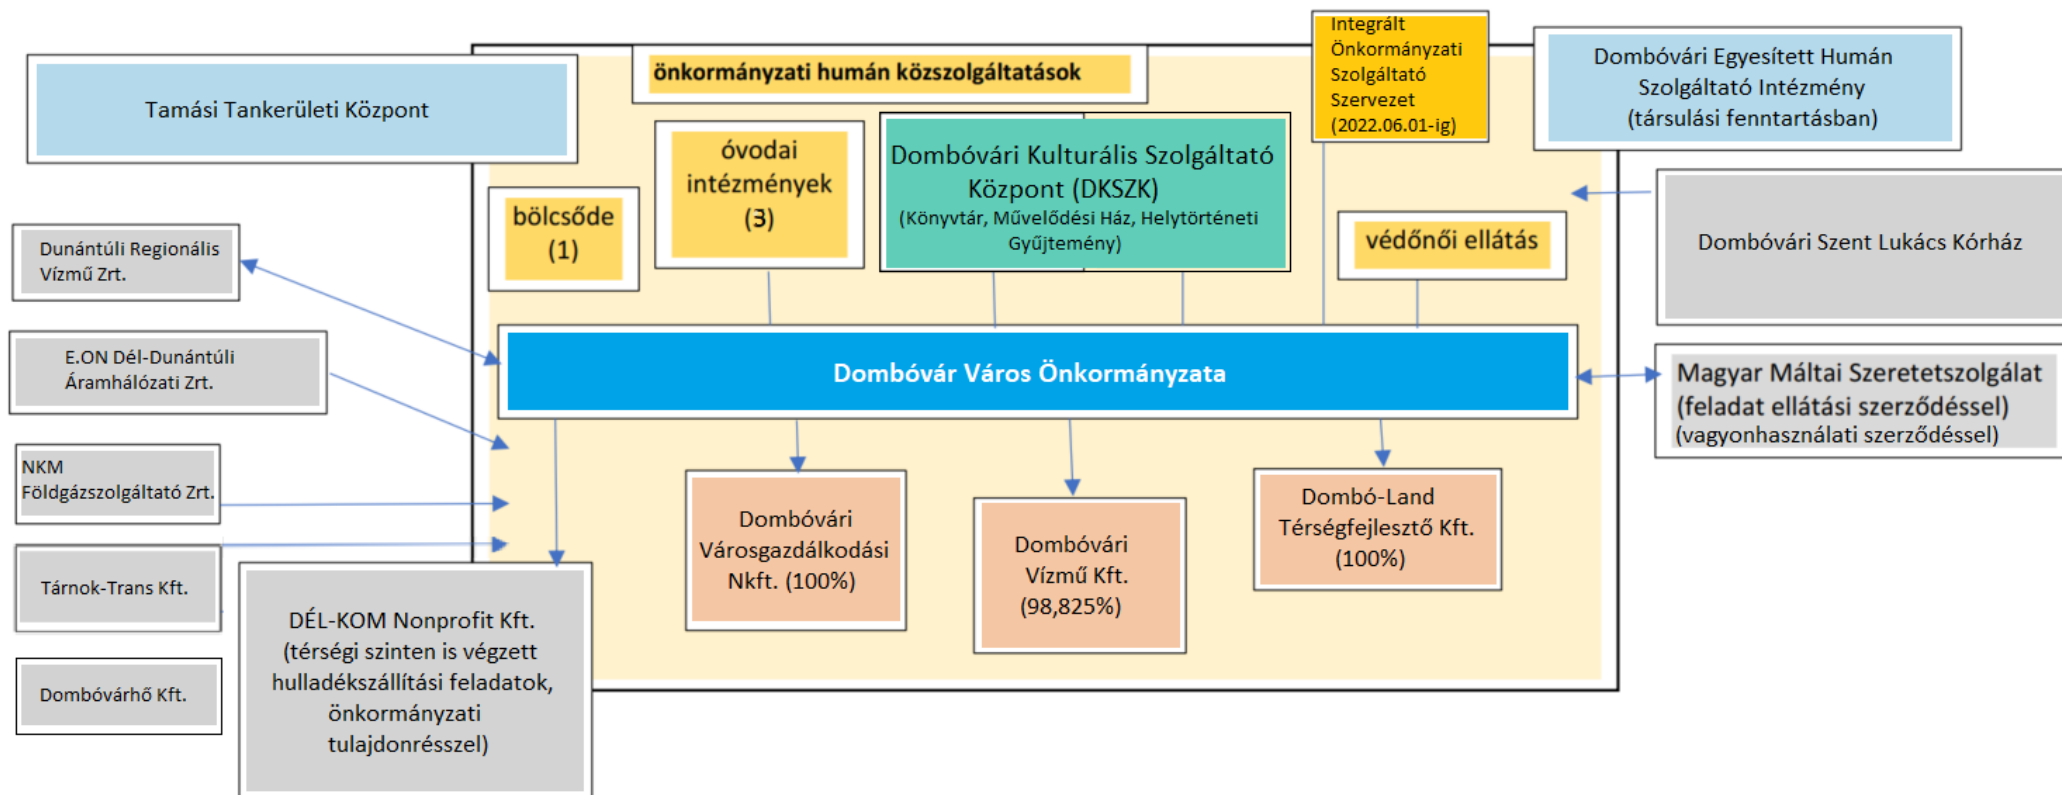 Integrált
Önkormányzati
Szolgáltató
Szervezet
(2022.06.01-ig)
önkormányzati humán közszolgáltatások
Dombóvári Egyesített Humán
Szolgáltató Intézmény
(társulási fenntartásban)
Tamási Tankerületi Központ
óvodai
intézmények
(3)
Dombóvári Kulturális Szolgáltató
Központ (DKSZK)
(Könyvtár, Művelődési Ház, Helytörténeti
Gyűjtemény)
bölcsőde
(1)
védőnői ellátás
Dombóvári Szent Lukács Kórház
Dunántúli Regionális
Vízmű Zrt.
E.ON Dél-Dunántúli
Áramhálózati Zrt.
Dombóvár Város Önkormányzata
Magyar Máltai Szeretetszolgálat
(feladat ellátási szerződéssel)
(vagyonhasználati szerződéssel)
NKM
Földgázszolgáltató Zrt.
Dombóvári
Városgazdálkodási
Nkft. (100%)
Dombóvári
Vízmű Kft.
(98,825%)
Dombó-Land
Térségfejlesztő Kft.
(100%)
Tárnok-Trans Kft.
DÉL-KOM Nonprofit Kft.
(térségi szinten is végzett
hulladékszállítási feladatok,
önkormányzati
tulajdonrésszel)
Dombóvárhő Kft.